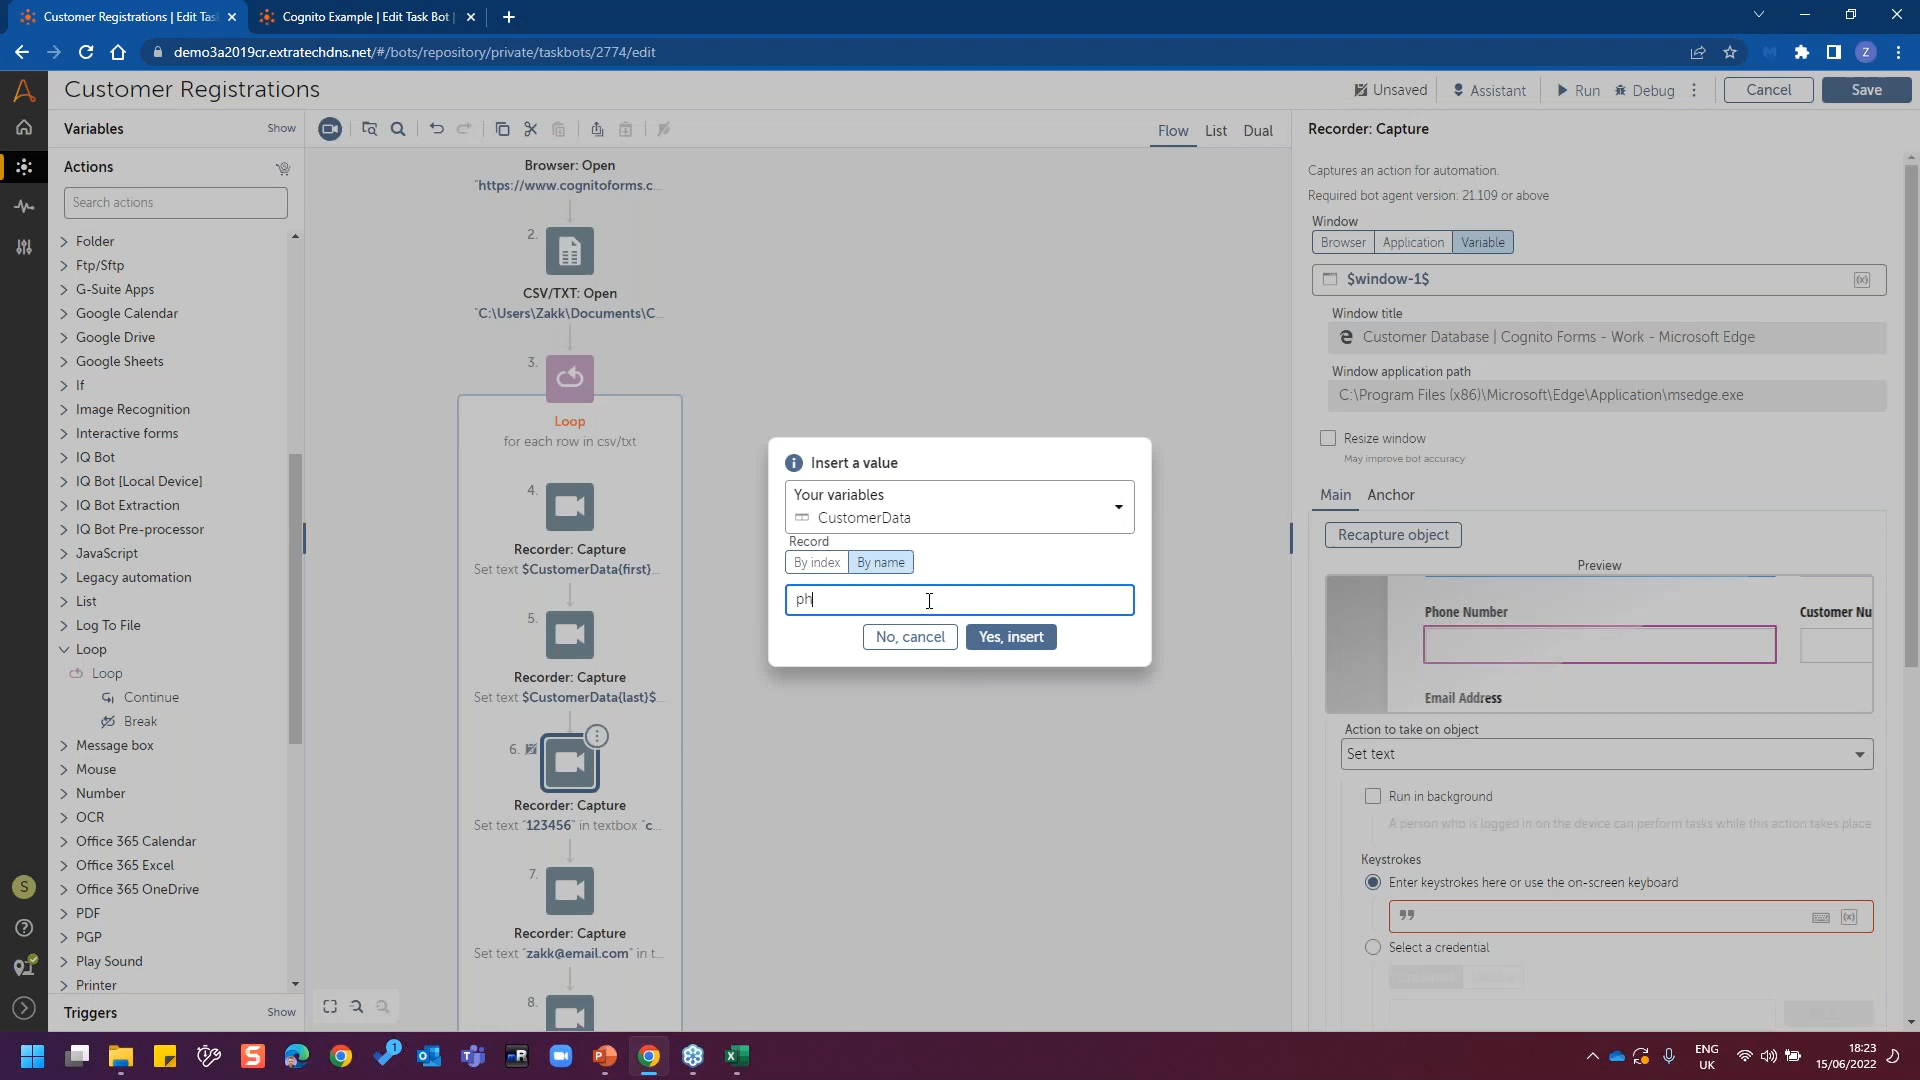 Customer Registrations | Edit Tas
Cognito Example | Edit Task Bot |
demo3a2019cr.extratechdns.net/#/bots/repository/private/taskbots/2774/edit
Z
Customer Registrations
Unsaved
Assistant
Run
Debug
Cancel
Save
Variables
Show
Actions
Search actions
Folder
Ftp/Sftp
G-Suite Apps
Google Calendar
Google Drive
Google Sheets
If
Image Recognition
Interactive forms
IQ Bot
IQ Bot [Local Device]
IQ Bot Extraction
IQ Bot Pre-processor
JavaScript
Legacy automation
List
Log To File
Loop
Loop
Continue
Break
Message box
Mouse
Number
OCR
Office 365 Calendar
Office 365 Excel
Office 365 OneDrive
PDF
PGP
Play Sound
Printer
Triggers
Show
S
Flow
List
Dual
Browser: Open
"https://www.cognitoforms.c...
2.
CSV/TXT: Open
"C:\Users\Zakk\Documents\C...
3.
Loop
for each row in csv/txt
4.
Recorder: Capture
Set text $CustomerData{first}...
5.
Recorder: Capture
Set text $CustomerData{last}$...
6.
Recorder: Capture
Set text "123456" in textbox "c...
7.
Recorder: Capture
Set text "zakk@email.com" in t...
8.
Insert a value
Your variables
CustomerData
Record
By index
By name
ph
No, cancel
Yes, insert
Recorder: Capture
Captures an action for automation.
Required bot agent version: 21.109 or above
Window
Browser
Application
Variable
$window-1$
(x)
Window title
Customer Database | Cognito Forms - Work - Microsoft Edge
Window application path
C:\Program Files (x86)\Microsoft\Edge\Application\msedge.exe
Resize window
May improve bot accuracy
Main
Anchor
Recapture object
Preview
Phone Number
Customer Nu
Email Address
Action to take on object
Set text
Run in background
A person who is logged in on the device can perform tasks while this action takes place
Keystrokes
Enter keystrokes here or use the on-screen keyboard
(x)
Select a credential
1
ENG
UK
18:23
15/06/2022